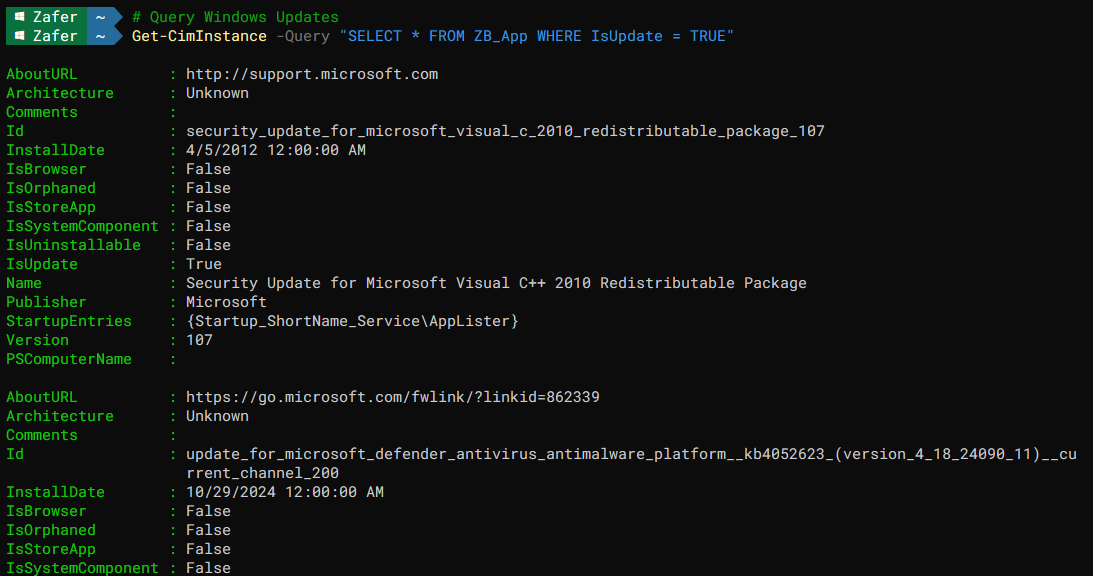 Zafer ~ # Query Windows Updates
Zafer ~ Get-CimInstance -Query "SELECT * FROM ZB_App WHERE IsUpdate = TRUE"
AboutURL : http://support.microsoft.com
Architecture : Unknown
Comments :
Id : security_update_for_microsoft_visual_c_2010_redistributable_package_107
InstallDate : 4/5/2012 12:00:00 AM
IsBrowser : False
IsOrphaned : False
IsStoreApp : False
IsSystemComponent : False
IsUninstallable : False
IsUpdate : True
Name : Security Update for Microsoft Visual C++ 2010 Redistributable Package
Publisher : Microsoft
StartupEntries : {Startup_ShortName_Service\AppLister}
Version : 107
PSComputerName :
AboutURL : https://go.microsoft.com/fwlink/?linkid=862339
Architecture : Unknown
Comments :
Id : update_for_microsoft_defender_antivirus_antimalware_platform__kb4052623_(version_4_18_24090_11)__cu
rrent_channel_200
InstallDate : 10/29/2024 12:00:00 AM
IsBrowser : False
IsOrphaned : False
IsStoreApp : False
IsSystemComponent : False